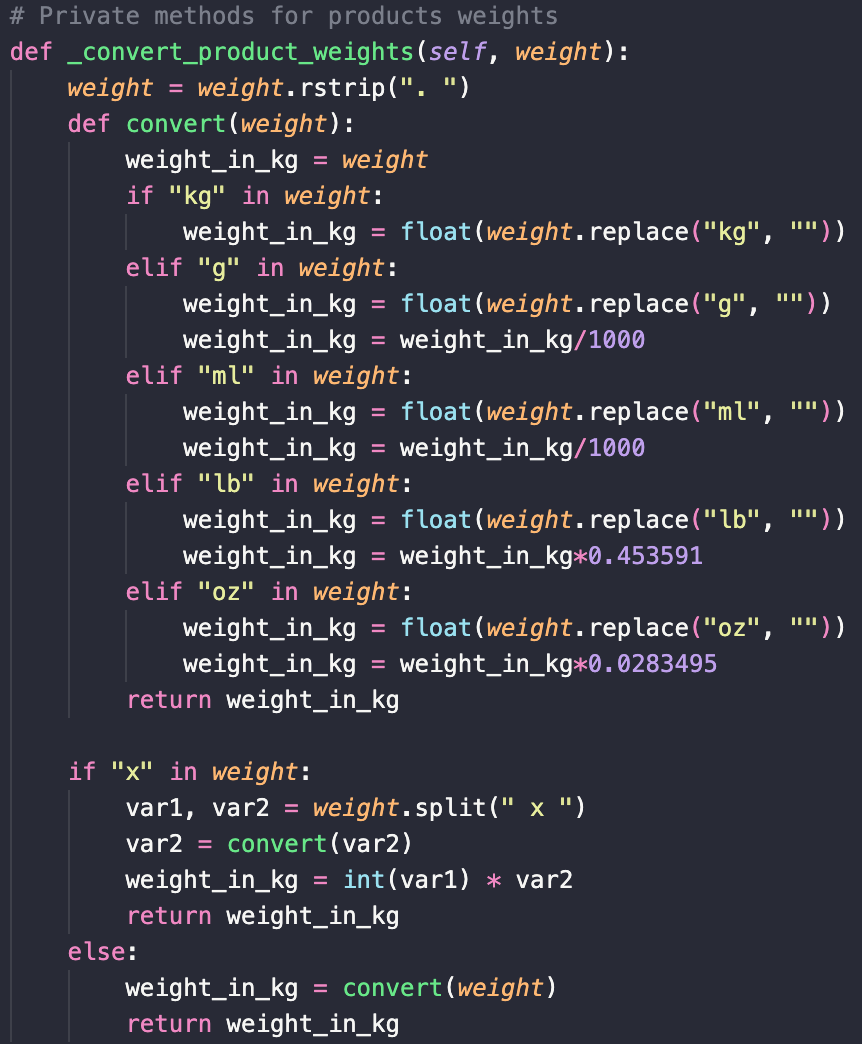 # Private methods for products weights
def _convert_product_weights(self, weight):
    weight = weight.rstrip(". ")
    def convert(weight):
        weight_in_kg = weight
        if "kg" in weight:
            weight_in_kg = float(weight.replace("kg", ""))
        elif "g" in weight:
            weight_in_kg = float(weight.replace("g", ""))
            weight_in_kg = weight_in_kg/1000
        elif "ml" in weight:
            weight_in_kg = float(weight.replace("ml", ""))
            weight_in_kg = weight_in_kg/1000
        elif "lb" in weight:
            weight_in_kg = float(weight.replace("lb", ""))
            weight_in_kg = weight_in_kg*0.453591
        elif "oz" in weight:
            weight_in_kg = float(weight.replace("oz", ""))
            weight_in_kg = weight_in_kg*0.0283495
        return weight_in_kg

    if "x" in weight:
        var1, var2 = weight.split(" x ")
        var2 = convert(var2)
        weight_in_kg = int(var1) * var2
        return weight_in_kg
    else:
        weight_in_kg = convert(weight)
        return weight_in_kg